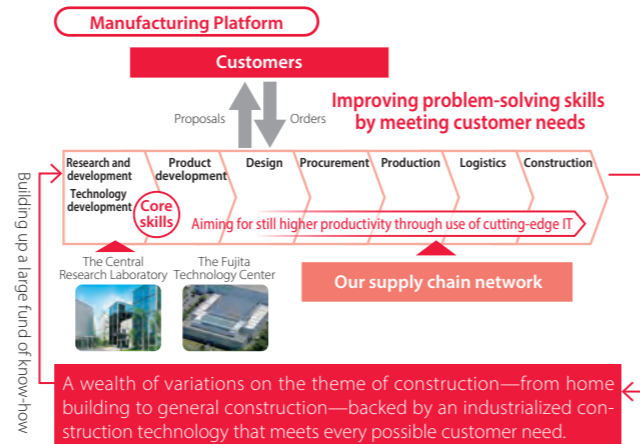 Manufacturing Platform
Customers
Proposals
Orders
Improving problem-solving skills
by meeting customer needs
Research and
development
Technology
development
Product
development
Design
Procurement
Production
Logistics
Construction
Core
skills
Aiming for still higher productivity through use of cutting-edge IT
The Central
Research Laboratory
The Fujita
Technology Center
Our supply chain network
Building up a large fund of know-how
A wealth of variations on the theme of construction—from home
building to general construction—backed by an industrialized con-
struction technology that meets every possible customer need.